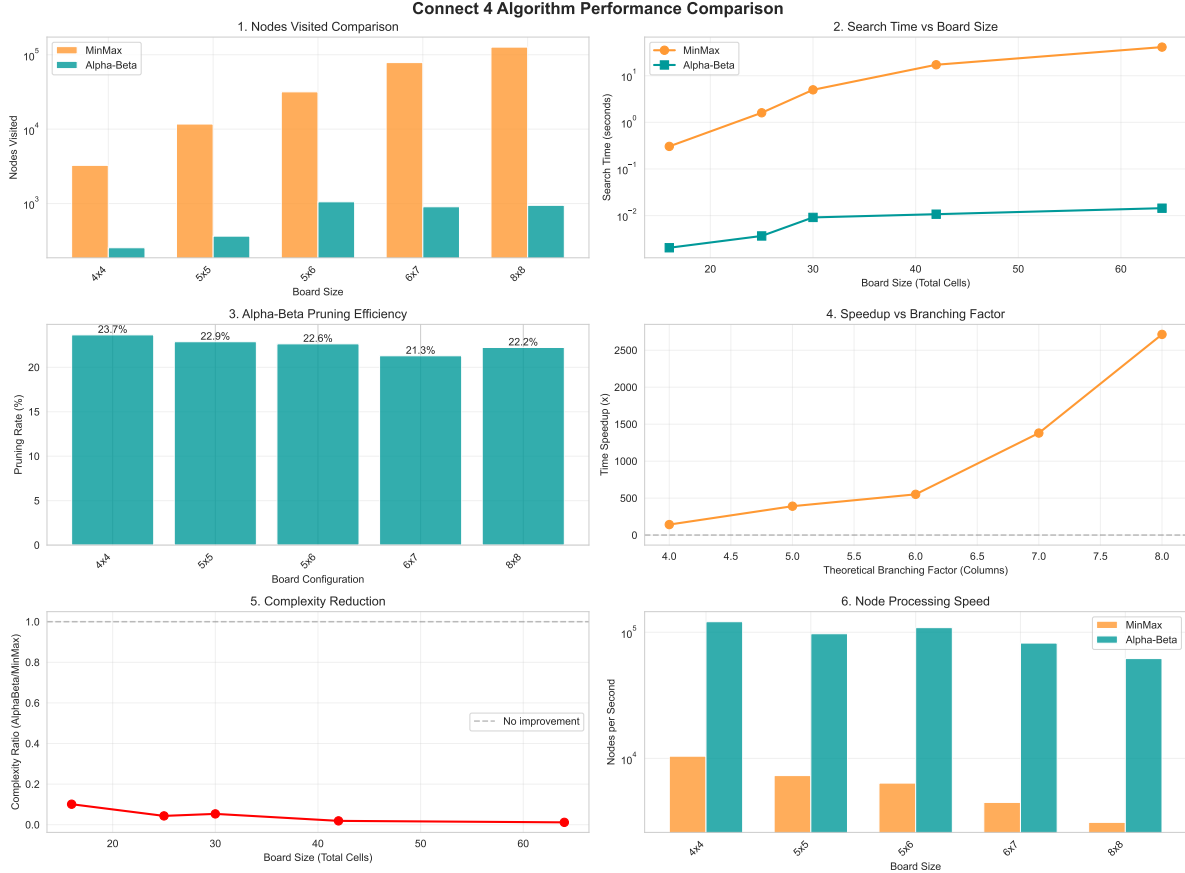 Connect 4 Algorithm Performance Comparison
1. Nodes Visited Comparison
MinMax
Alpha-Beta
Nodes Visited
10^5
10^4
10^3
4x4
5x5
5x6
6x7
8x8
Board Size
2. Search Time vs Board Size
MinMax
Alpha-Beta
Search Time (seconds)
10^1
10^0
10^−1
10^−2
20
30
40
50
60
Board Size (Total Cells)
3. Alpha-Beta Pruning Efficiency
23.7%
22.9%
22.6%
21.3%
22.2%
Pruning Rate (%)
20
15
10
5
0
4x4
5x5
5x6
6x7
8x8
Board Configuration
4. Speedup vs Branching Factor
Time Speedup (x)
2500
2000
1500
1000
500
0
4.0
4.5
5.0
5.5
6.0
6.5
7.0
7.5
8.0
Theoretical Branching Factor (Columns)
5. Complexity Reduction
Complexity Ratio (AlphaBeta/MinMax)
1.0
0.8
0.6
0.4
0.2
0.0
No improvement
20
30
40
50
60
Board Size (Total Cells)
6. Node Processing Speed
MinMax
Alpha-Beta
Nodes per Second
10^5
10^4
4x4
5x5
5x6
6x7
8x8
Board Size